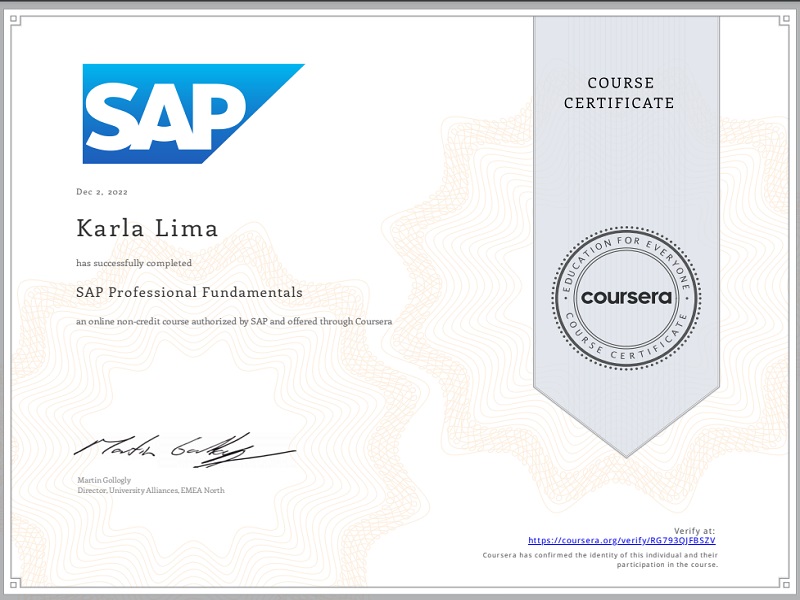 SAP
COURSE
CERTIFICATE
Dec 2, 2022
Karla Lima
has successfully completed
SAP Professional Fundamentals
an online non-credit course authorized by SAP and offered through Coursera
EDUCATION FOR EVERYONE
coursera
COURSE CERTIFICATE
Martin Gollogly
Martin Gollogly
Director, University Alliances, EMEA North
Verify at:
https://coursera.org/verify/RG793QJFBSZV
Coursera has confirmed the identity of this individual and their
participation in the course.